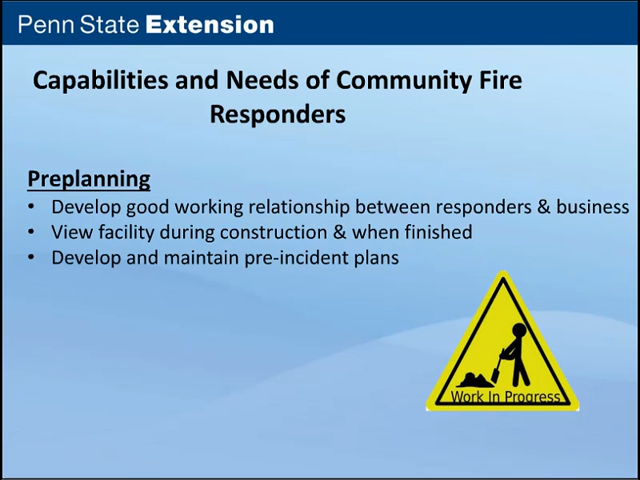 Penn State Extension
Capabilities and Needs of Community Fire
Responders
Preplanning
• Develop good working relationship between responders & business
• View facility during construction & when finished
• Develop and maintain pre-incident plans
Work In Progress